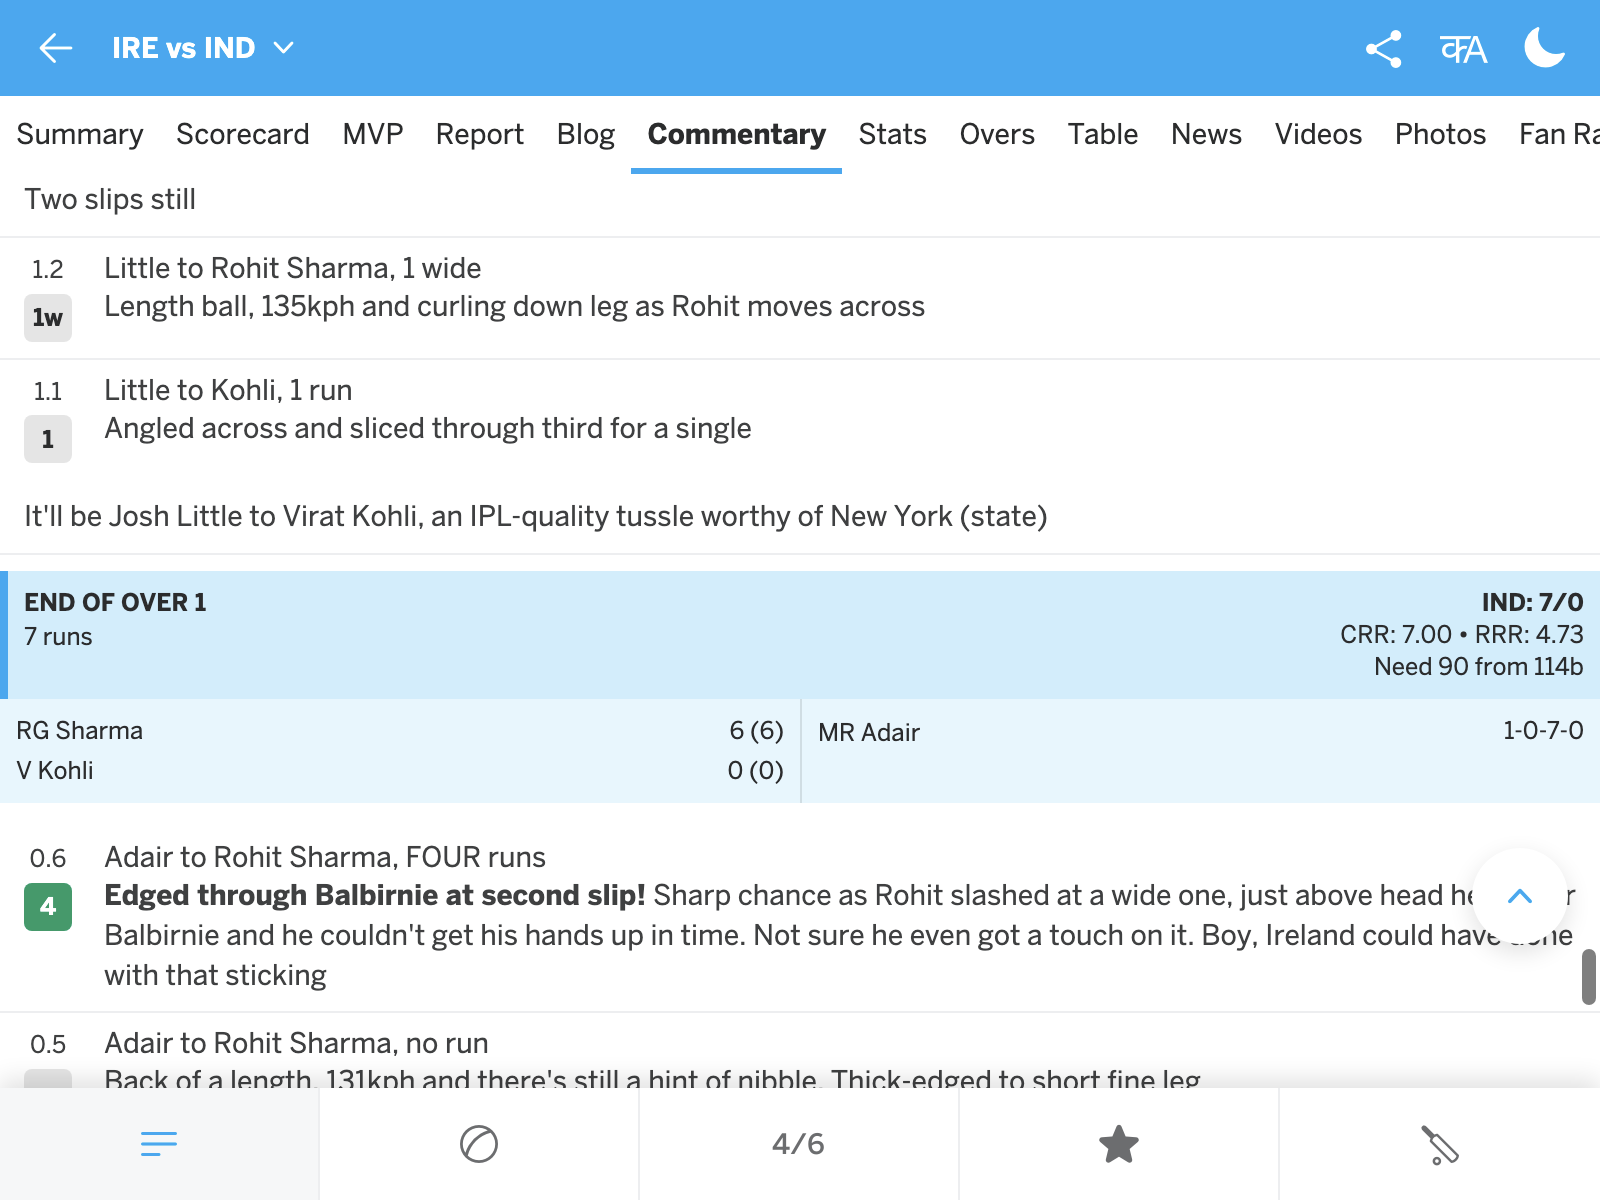 IRE vs IND
Summary Scorecard MVP Report Blog Commentary Stats Overs Table News Videos Photos Fan Ra
Two slips still
1.2 Little to Rohit Sharma, 1 wide
1w Length ball, 135kph and curling down leg as Rohit moves across
1.1 Little to Kohli, 1 run
1 Angled across and sliced through third for a single
It'll be Josh Little to Virat Kohli, an IPL-quality tussle worthy of New York (state)
END OF OVER 1 IND: 7/0
7 runs CRR: 7.00 • RRR: 4.73
Need 90 from 114b
RG Sharma 6 (6) MR Adair 1-0-7-0
V Kohli 0 (0)
0.6 Adair to Rohit Sharma, FOUR runs
4 Edged through Balbirnie at second slip! Sharp chance as Rohit slashed at a wide one, just above head
Balbirnie and he couldn't get his hands up in time. Not sure he even got a touch on it. Boy, Ireland could have
with that sticking
0.5 Adair to Rohit Sharma, no run
Back of a length, 131kph and there's still a hint of nibble. Thick-edged to short fine leg
4/6